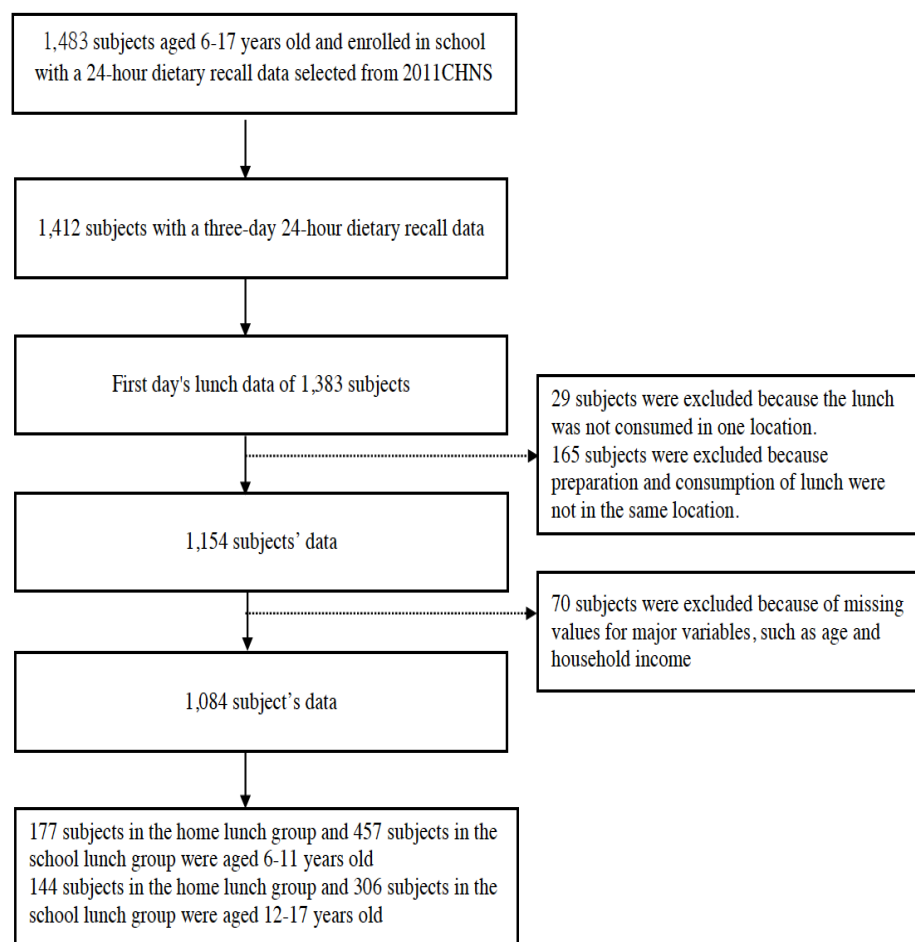 1,483 subjects aged 6-17 years old and enrolled in school
with a 24-hour dietary recall data selected from 2011CHNS
1,412 subjects with a three-day 24-hour dietary recall data
First day's lunch data of 1,383 subjects
29 subjects were excluded because the lunch
was not consumed in one location.
165 subjects were excluded because
preparation and consumption of lunch were
not in the same location.
1,154 subjects’ data
70 subjects were excluded because of missing
values for major variables, such as age and
household income
1,084 subject’s data
177 subjects in the home lunch group and 457 subjects in the
school lunch group were aged 6-11 years old
144 subjects in the home lunch group and 306 subjects in the
school lunch group were aged 12-17 years old